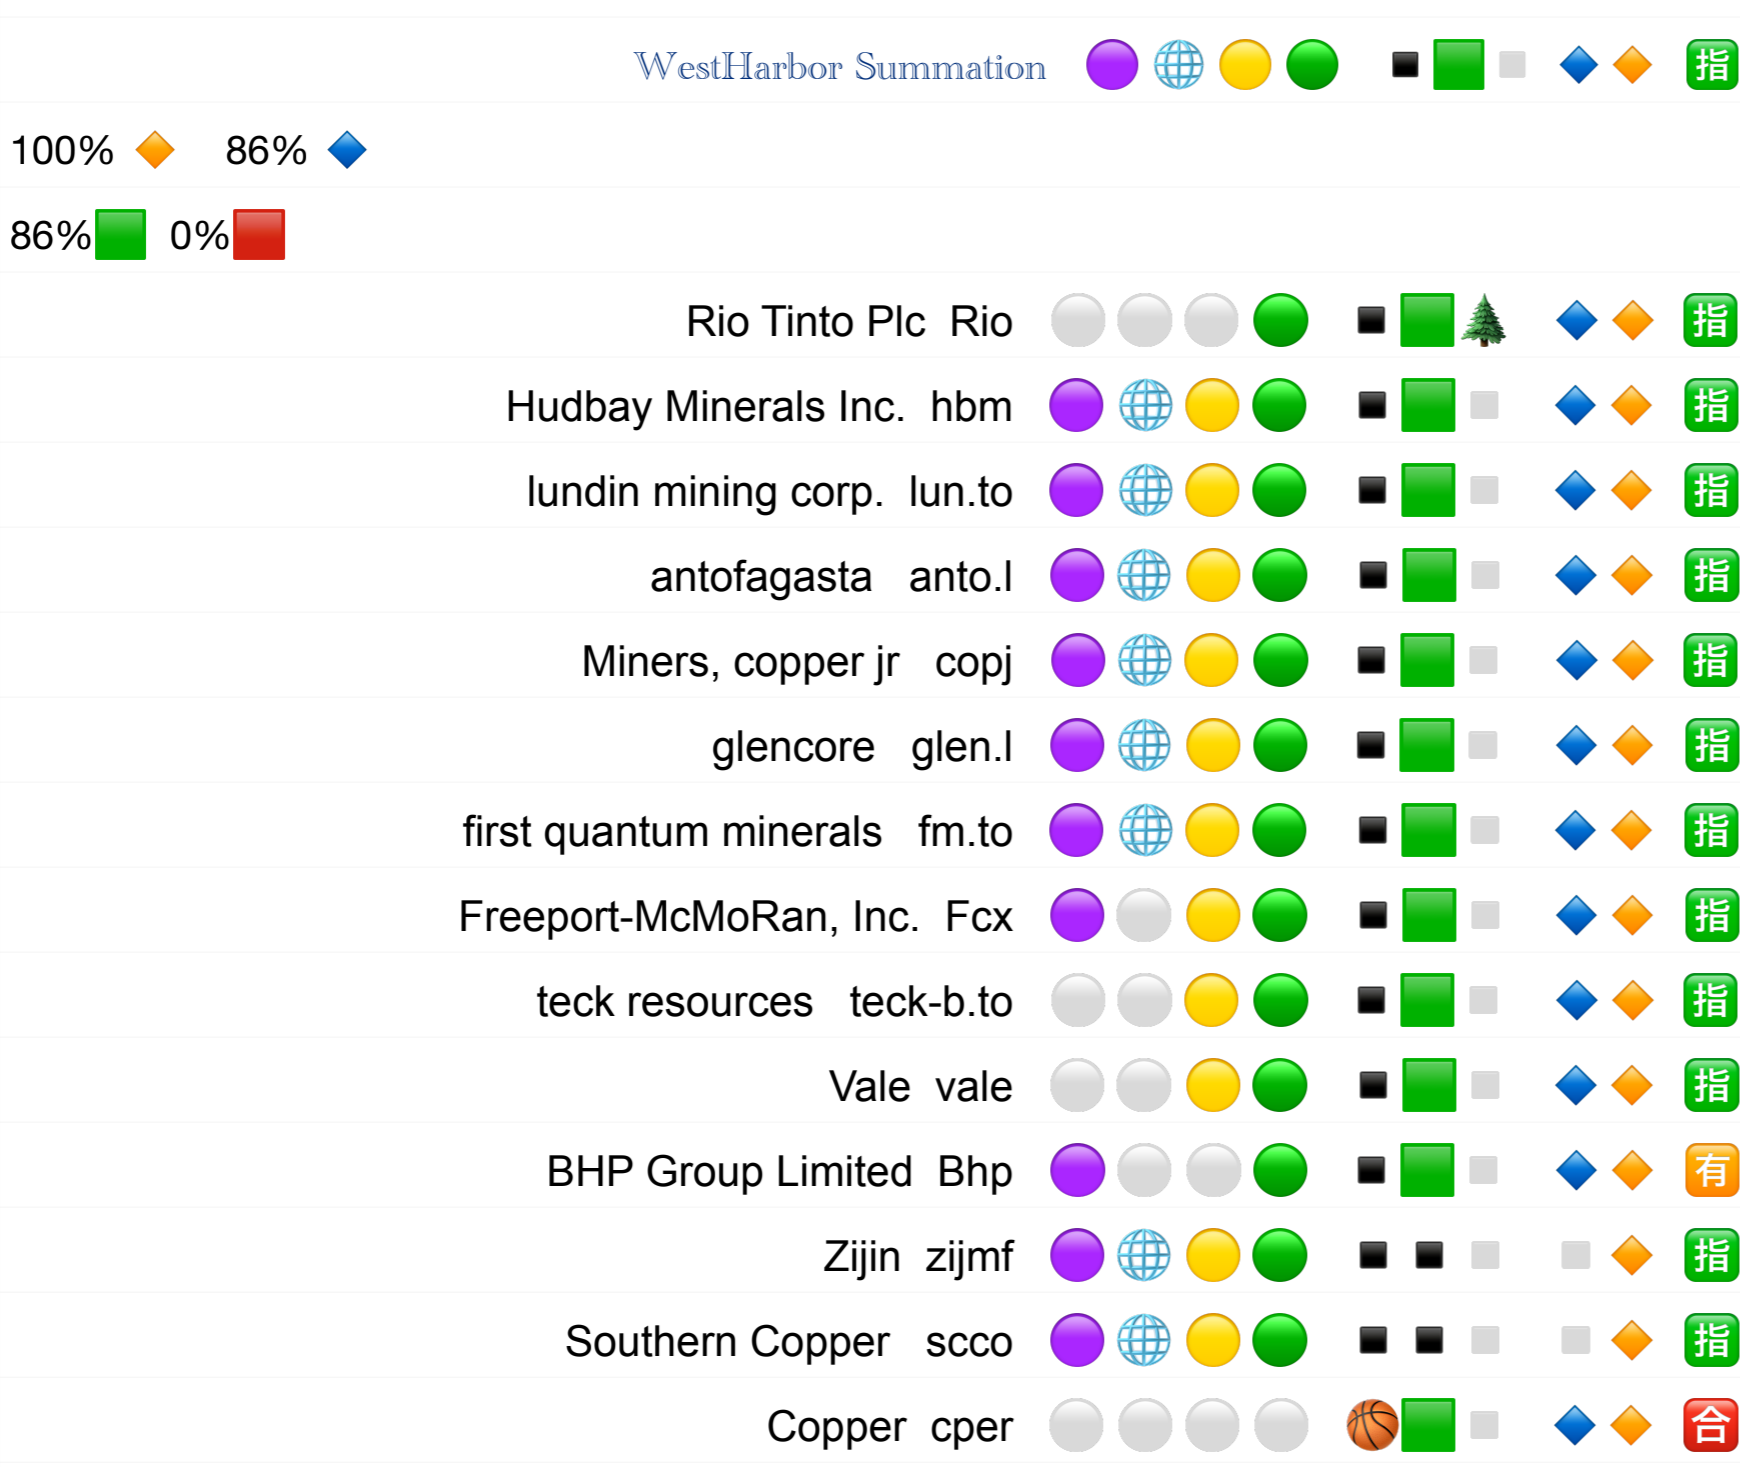 WestHarbor Summation 指
100% 86%
86% 0%
Rio Tinto Plc Rio 指
Hudbay Minerals Inc. hbm 指
lundin mining corp. lun.to 指
antofagasta anto.l 指
Miners, copper jr copj 指
glencore glen.l 指
first quantum minerals fm.to 指
Freeport-McMoRan, Inc. Fcx 指
teck resources teck-b.to 指
Vale vale 指
BHP Group Limited Bhp 有
Zijin zijmf 指
Southern Copper scco 指
Copper cper 合